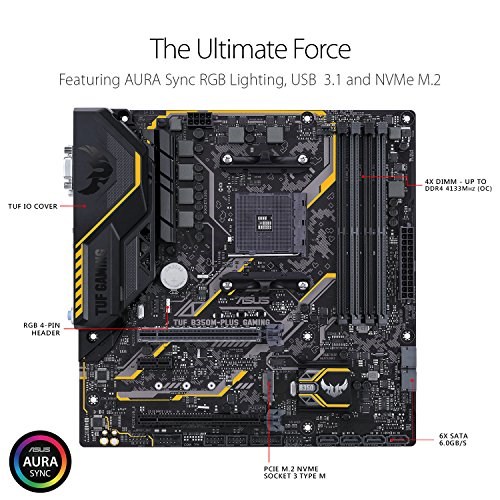 The Ultimate Force
Featuring AURA Sync RGB Lighting, USB 3.1 and NVMe M.2
4X DIMM - UP TO
DDR4 4133MHZ (OC)
TUF IO COVER
TUF GAMING
ASUS
TUF B350M-PLUS GAMING
RGB 4-PIN
HEADER
B350
6X SATA
6.0GB/S
PCIE M.2 NVME
SOCKET 3 TYPE M
ASUS
AURA
SYNC